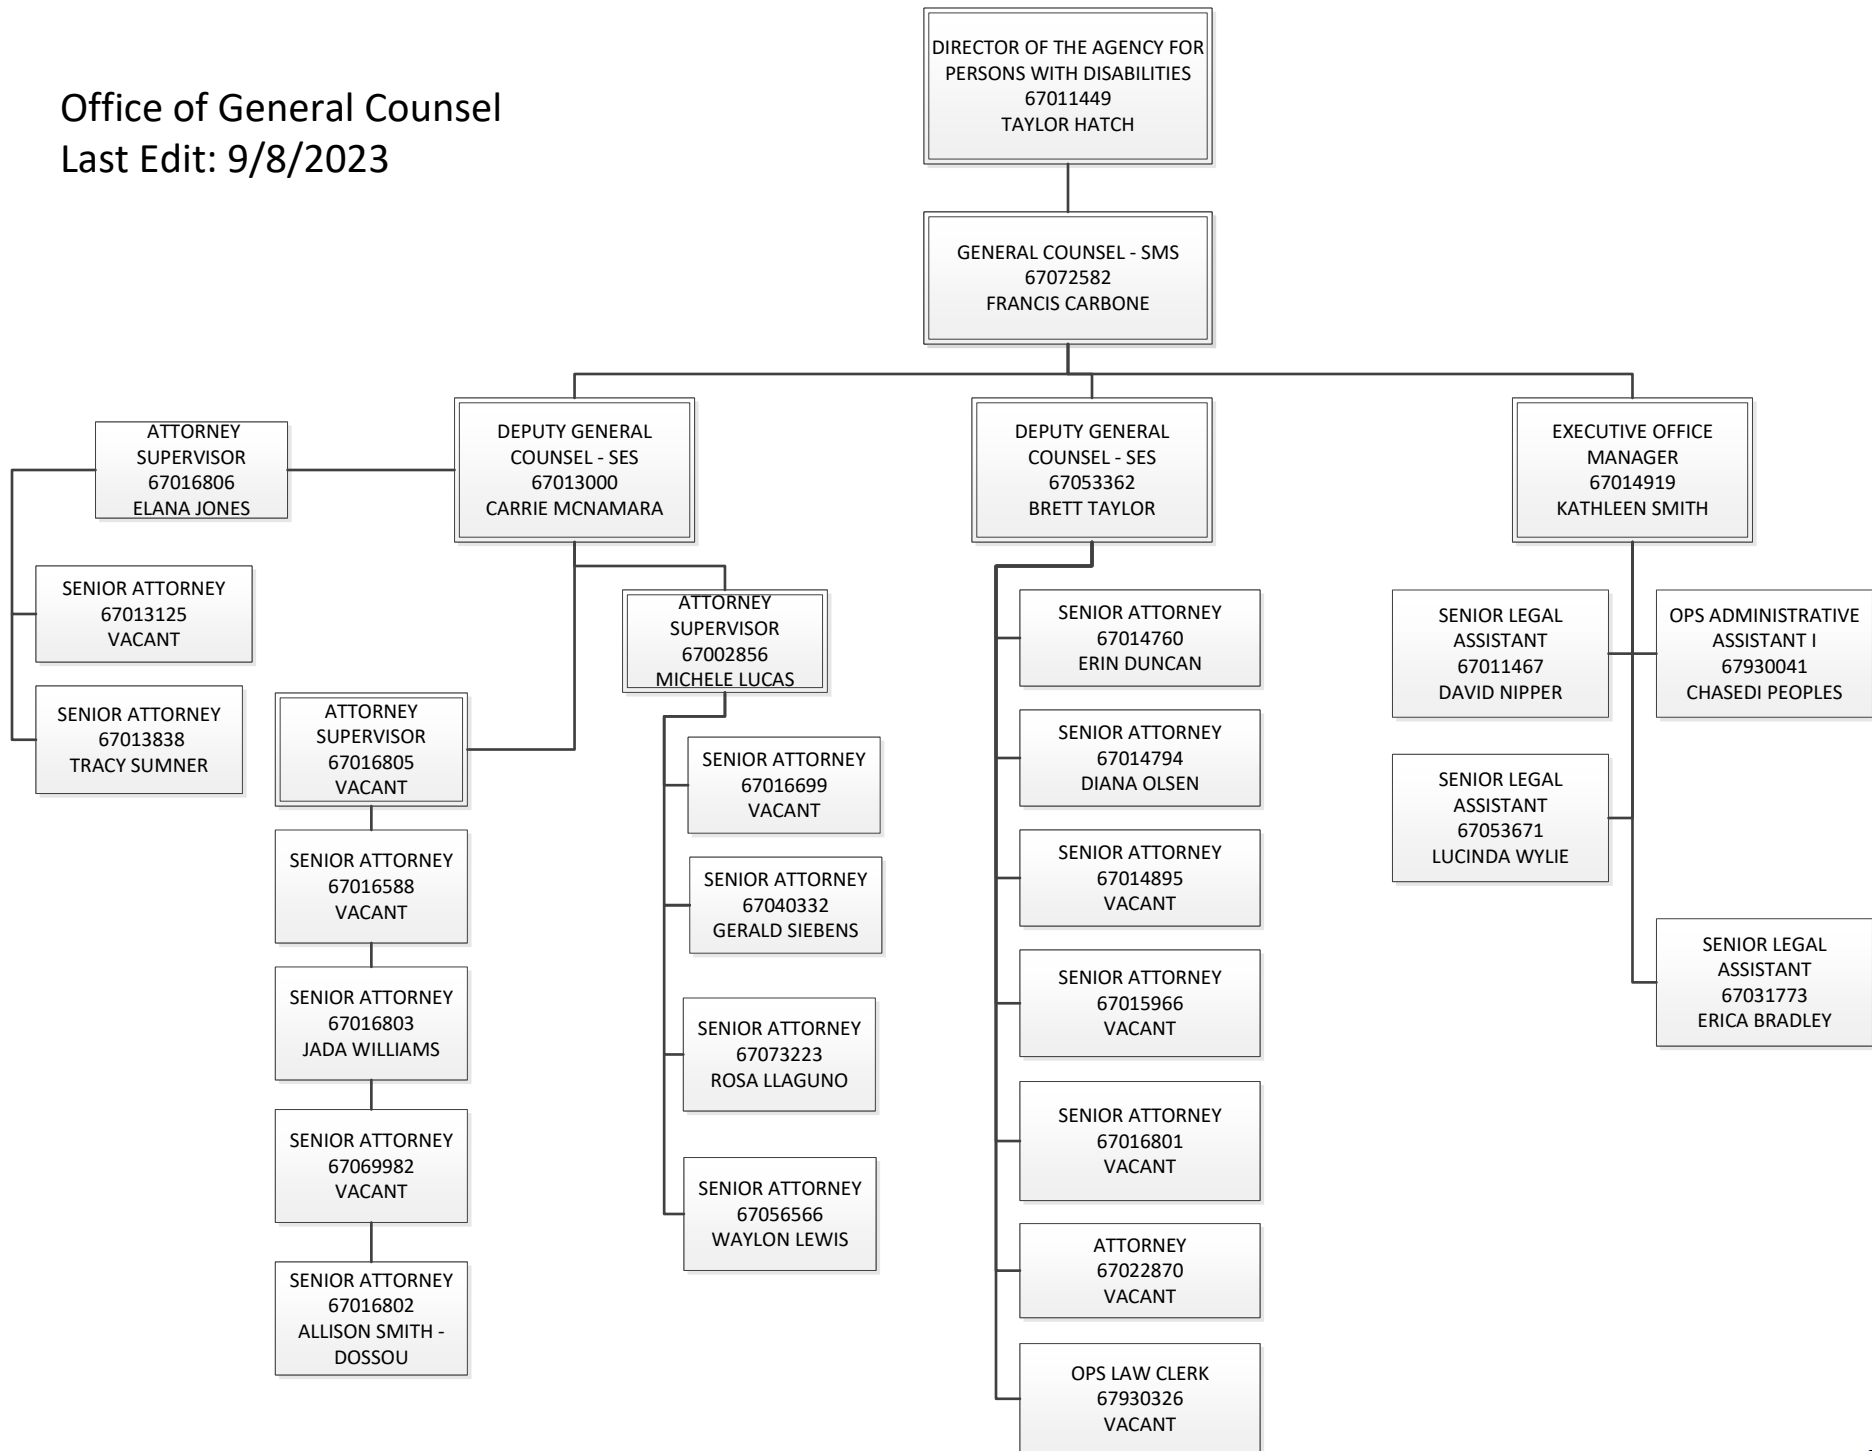 Office of General Counsel
Last Edit: 9/8/2023
DIRECTOR OF THE AGENCY FOR
PERSONS WITH DISABILITIES
67011449
TAYLOR HATCH
GENERAL COUNSEL - SMS
67072582
FRANCIS CARBONE
ATTORNEY
SUPERVISOR
67016806
ELANA JONES
DEPUTY GENERAL
COUNSEL - SES
67013000
CARRIE MCNAMARA
DEPUTY GENERAL
COUNSEL - SES
67053362
BRETT TAYLOR
EXECUTIVE OFFICE
MANAGER
67014919
KATHLEEN SMITH
SENIOR ATTORNEY
67013125
VACANT
SENIOR ATTORNEY
67013838
TRACY SUMNER
ATTORNEY
SUPERVISOR
67016805
VACANT
SENIOR ATTORNEY
67016588
VACANT
SENIOR ATTORNEY
67016803
JADA WILLIAMS
SENIOR ATTORNEY
67069982
VACANT
SENIOR ATTORNEY
67016802
ALLISON SMITH -
DOSSOU
ATTORNEY
SUPERVISOR
67002856
MICHELE LUCAS
SENIOR ATTORNEY
67016699
VACANT
SENIOR ATTORNEY
67040332
GERALD SIEBENS
SENIOR ATTORNEY
67073223
ROSA LLAGUNO
SENIOR ATTORNEY
67056566
WAYLON LEWIS
SENIOR ATTORNEY
67014760
ERIN DUNCAN
SENIOR ATTORNEY
67014794
DIANA OLSEN
SENIOR ATTORNEY
67014895
VACANT
SENIOR ATTORNEY
67015966
VACANT
SENIOR ATTORNEY
67016801
VACANT
ATTORNEY
67022870
VACANT
OPS LAW CLERK
67930326
VACANT
SENIOR LEGAL
ASSISTANT
67011467
DAVID NIPPER
OPS ADMINISTRATIVE
ASSISTANT I
67930041
CHASEDI PEOPLES
SENIOR LEGAL
ASSISTANT
67053671
LUCINDA WYLIE
SENIOR LEGAL
ASSISTANT
67031773
ERICA BRADLEY